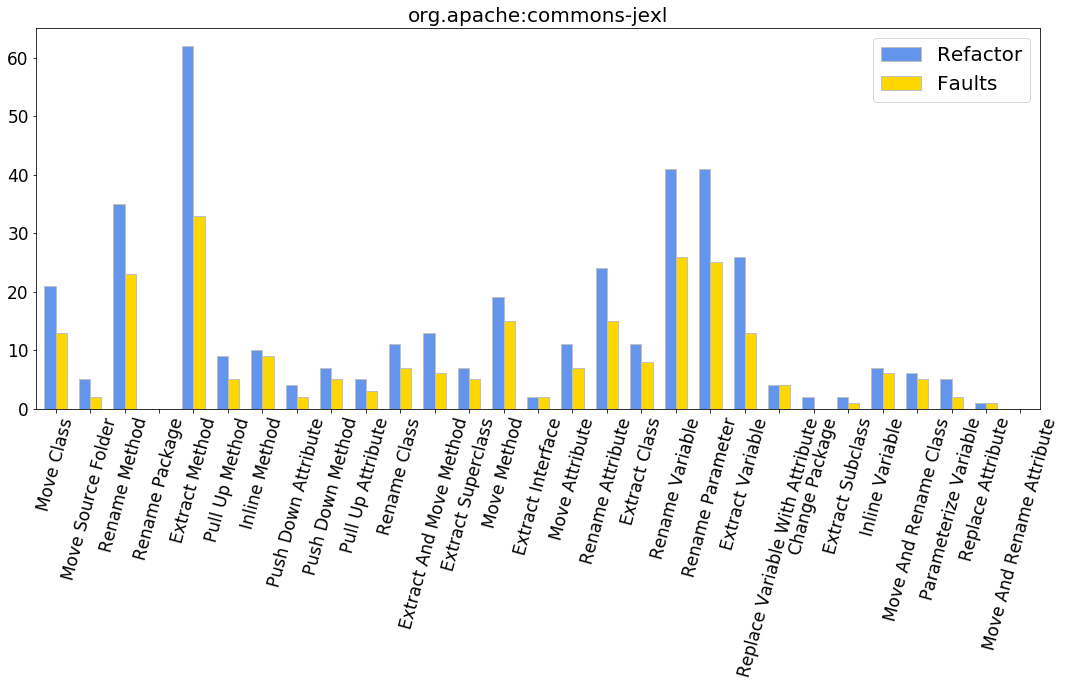 org.apache:commons-jexl
Refactor
Faults
60
50
40
30
20
10
0
Move Class
Move Source Folder
Rename Method
Rename Package
Extract Method
Pull Up Method
Inline Method
Push Down Attribute
Push Down Method
Pull Up Attribute
Rename Class
Extract And Move Method
Extract Superclass
Move Method
Extract Interface
Move Attribute
Rename Attribute
Extract Class
Rename Variable
Rename Parameter
Extract Variable
Replace Variable With Attribute
Change Package
Extract Subclass
Inline Variable
Move And Rename Class
Parameterize Variable
Replace Attribute
Move And Rename Attribute